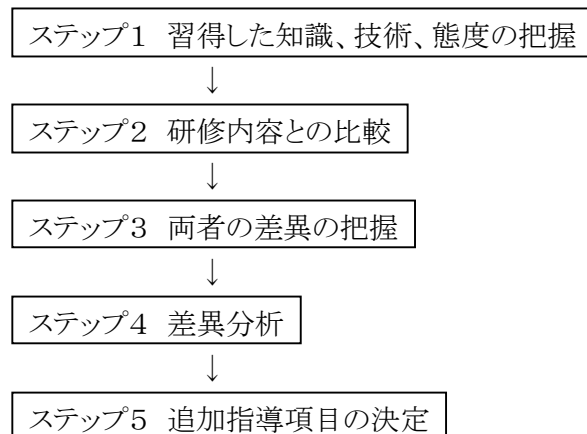 ステップ1 習得した知識、技術、態度の把握
↓
ステップ2 研修内容との比較
↓
ステップ3 両者の差異の把握
↓
ステップ4 差異分析
↓
ステップ5 追加指導項目の決定